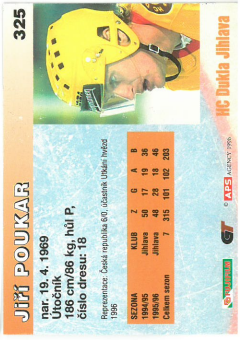 325
JIŘÍ POUKAR
nar. 19. 4. 1969
Útočník
186 cm/86 kg, hůl P,
číslo dresu: 18
Reprezentace: Česká republika 6/0, účastník Utkání hvězd
1996
SEZONA KLUB Z G A B
1994/95 Jihlava 50 17 19 36
1995/96 Jihlava 48 28 18 46
Celkem sezon 7 315 101 102 203
HC Dukla Jihlava
© APS AGENCY 1996